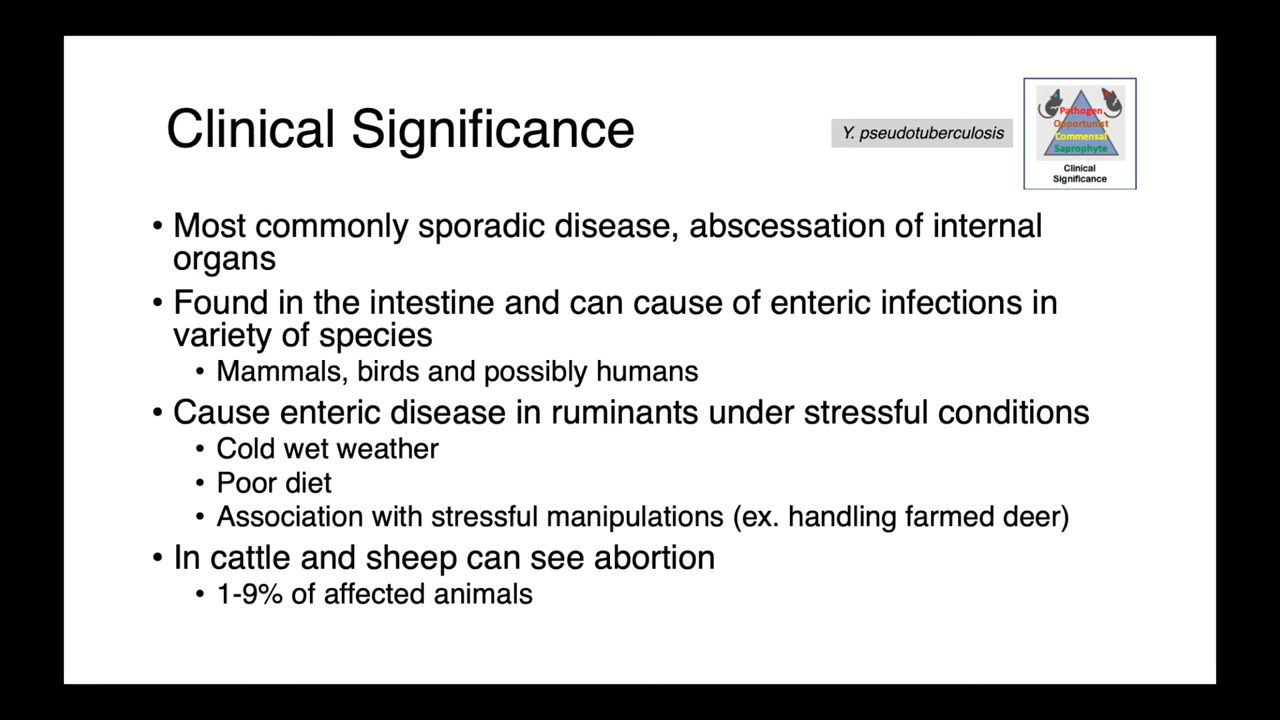 Clinical Significance
Y. pseudotuberculosis
Pathogen
Opportunist
Commensal
Saprophyte
Clinical
Significance
• Most commonly sporadic disease, abscessation of internal
organs
• Found in the intestine and can cause of enteric infections in
variety of species
• Mammals, birds and possibly humans
• Cause enteric disease in ruminants under stressful conditions
• Cold wet weather
• Poor diet
• Association with stressful manipulations (ex. handling farmed deer)
• In cattle and sheep can see abortion
• 1-9% of affected animals